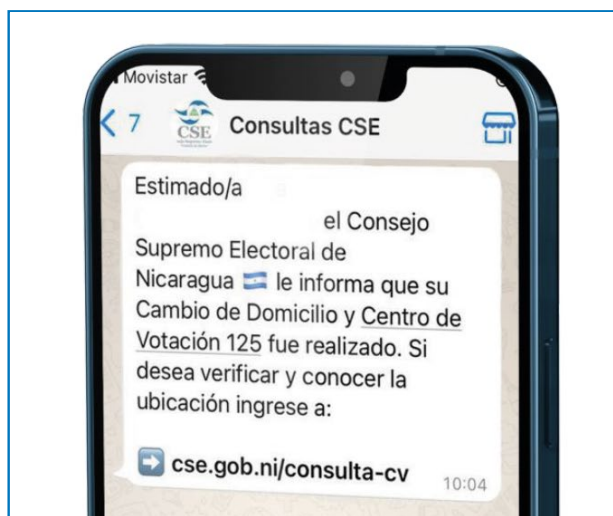 Movistar
7 CSE Consultas CSE
Estimado/a
el Consejo
Supremo Electoral de
Nicaragua 🇳🇮 le informa que su
Cambio de Domicilio y Centro de
Votación 125 fue realizado. Si
desea verificar y conocer la
ubicación ingrese a:
➡️ cse.gob.ni/consulta-cv
10:04